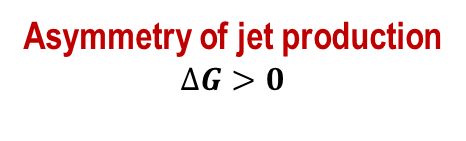 Asymmetry of jet production
Δ𝑮 > 𝟎